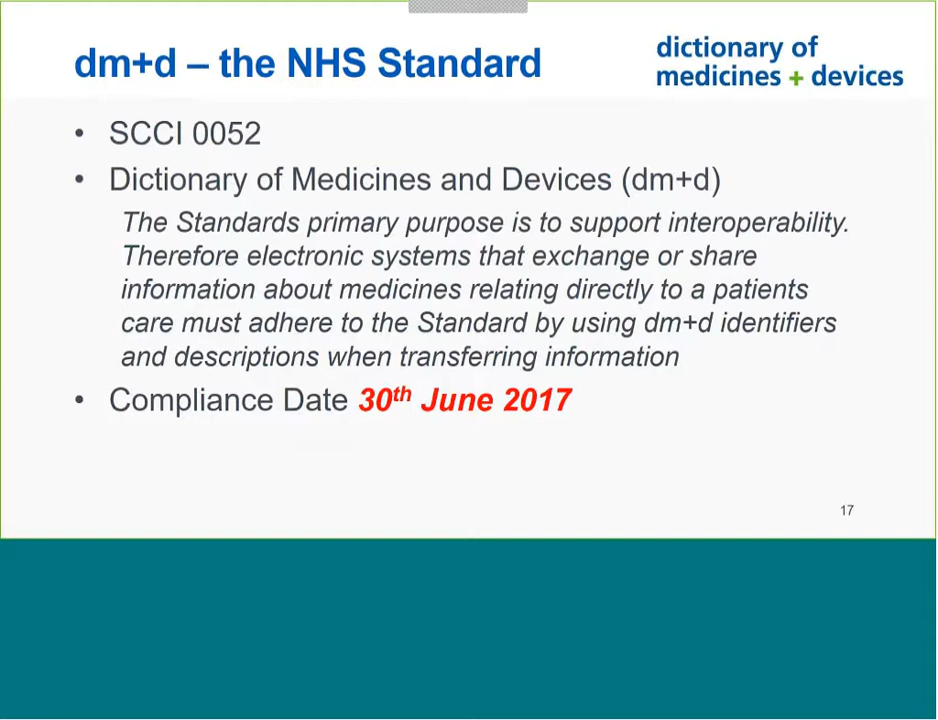 dm+d – the NHS Standard
dictionary of
medicines + devices
• SCCI 0052
• Dictionary of Medicines and Devices (dm+d)
The Standards primary purpose is to support interoperability.
Therefore electronic systems that exchange or share
information about medicines relating directly to a patients
care must adhere to the Standard by using dm+d identifiers
and descriptions when transferring information
• Compliance Date 30th June 2017
17